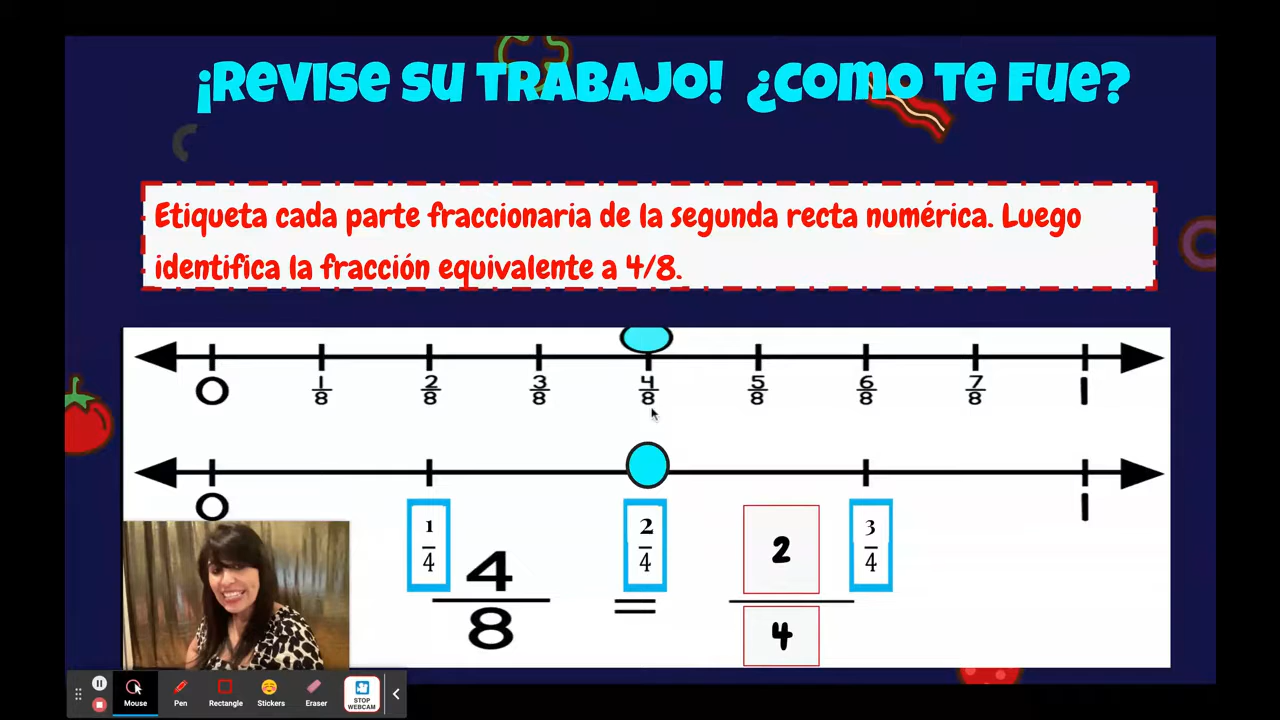 ¡Revise su trabajo! ¿Como te fue?
Etiqueta cada parte fraccionaria de la segunda recta numérica. Luego
identifica la fracción equivalente a 4/8.
0 1/8 2/8 3/8 4/8 5/8 6/8 7/8 1
0 1
1/4 2/4 3/4
4/8 = 2/4
Mouse Pen Rectangle Stickers Eraser STOP WEBCAM